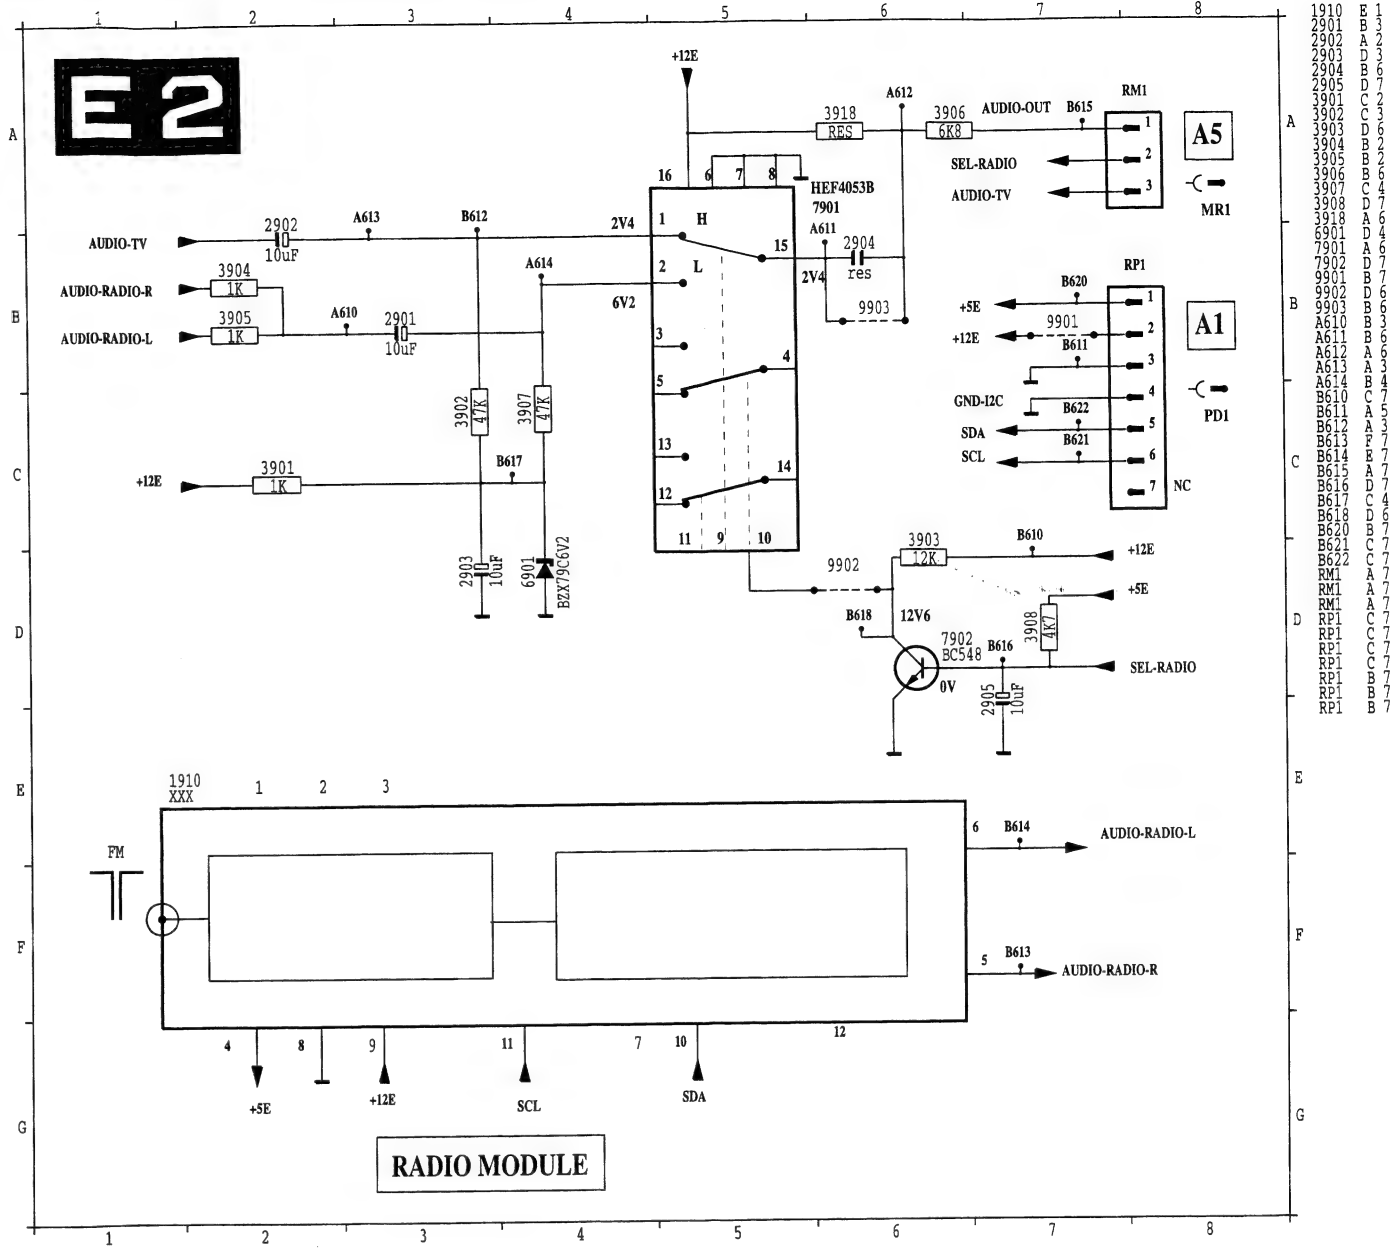 1 2 3 4 5 6 7 8
E2
A
B
C
D
E
F
G
+12E
A612
3918
RES
3906
6K8
AUDIO-OUT
B615
RM1
1
2
3
SEL-RADIO
AUDIO-TV
A5
MR1
A
16
6
7
8
HEF4053B
7901
1
H
2V4
2
L
6V2
15
A611
2904
res
2V4
9903
3
4
5
13
14
12
11
9
10
AUDIO-TV
2902
10uF
A613
B612
AUDIO-RADIO-R
3904
1K
AUDIO-RADIO-L
3905
1K
A610
2901
10uF
A614
3902
47K
3907
47K
+12E
3901
1K
B617
2903
10uF
6901
BZX79C6V2
RP1
+5E
B620
1
+12E
9901
2
B611
3
GND-I2C
4
SDA
B622
5
SCL
B621
6
7
NC
A1
PD1
B
C
9902
3903
12K
B610
+12E
+5E
B618
12V6
7902
BC548
0V
B616
3908
4K7
SEL-RADIO
2905
10uF
D
1910
XXX
1
2
3
E
6
B614
AUDIO-RADIO-L
FM
5
B613
AUDIO-RADIO-R
F
4
8
9
11
7
10
12
+5E
+12E
SCL
SDA
G
RADIO MODULE
1 2 3 4 5 6 7 8
1910 E 1
2901 B 3
2902 A 2
2903 D 3
2904 B 6
2905 D 7
3901 C 2
3902 C 3
3903 D 6
3904 B 2
3905 B 2
3906 B 6
3907 C 4
3908 D 7
3918 A 6
6901 D 4
7901 A 6
7902 D 7
9901 B 7
9902 D 6
9903 B 6
A610 B 3
A611 B 6
A612 A 6
A613 A 3
A614 B 4
B610 C 7
B611 A 5
B612 A 3
B613 F 7
B614 E 7
B615 A 7
B616 D 7
B617 C 4
B618 D 6
B620 B 7
B621 C 7
B622 C 7
RM1 A 7
RM1 A 7
RM1 A 7
RP1 C 7
RP1 C 7
RP1 C 7
RP1 C 7
RP1 B 7
RP1 B 7
RP1 B 7